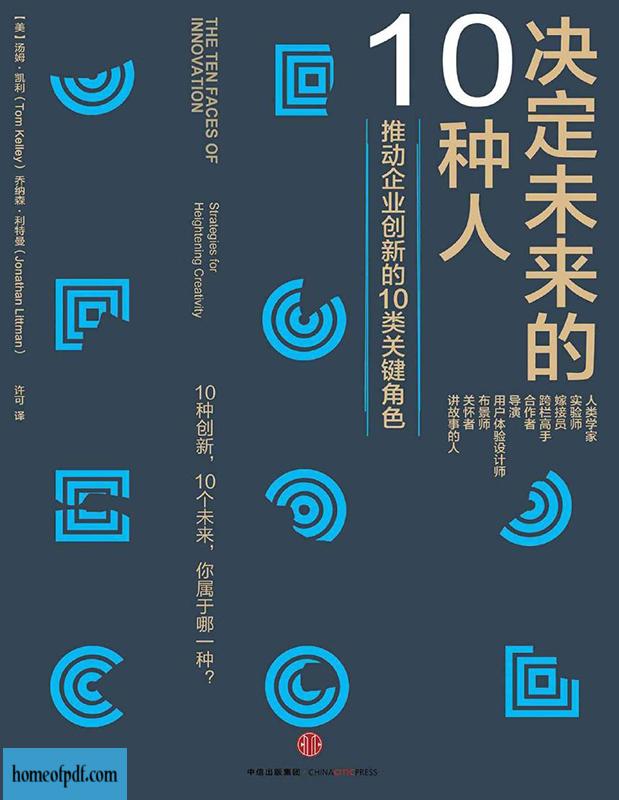 决定未来的
10
种人
推动企业创新的10类关键角色
人类学家
实验师
嫁接员
跨栏高手
合作者
导演
用户体验设计师
布景师
关怀者
讲故事的人
THE TEN FACES OF
INNOVATION
Strategies for
Heightening Creativity
10种创新，10个未来，你属于哪一种？
【美】汤姆·凯利（Tom Kelley）乔纳森·利特曼（Jonathan Littman）
许可 译
中信出版集团·CHINACITICPRESS
homeofpdf.com